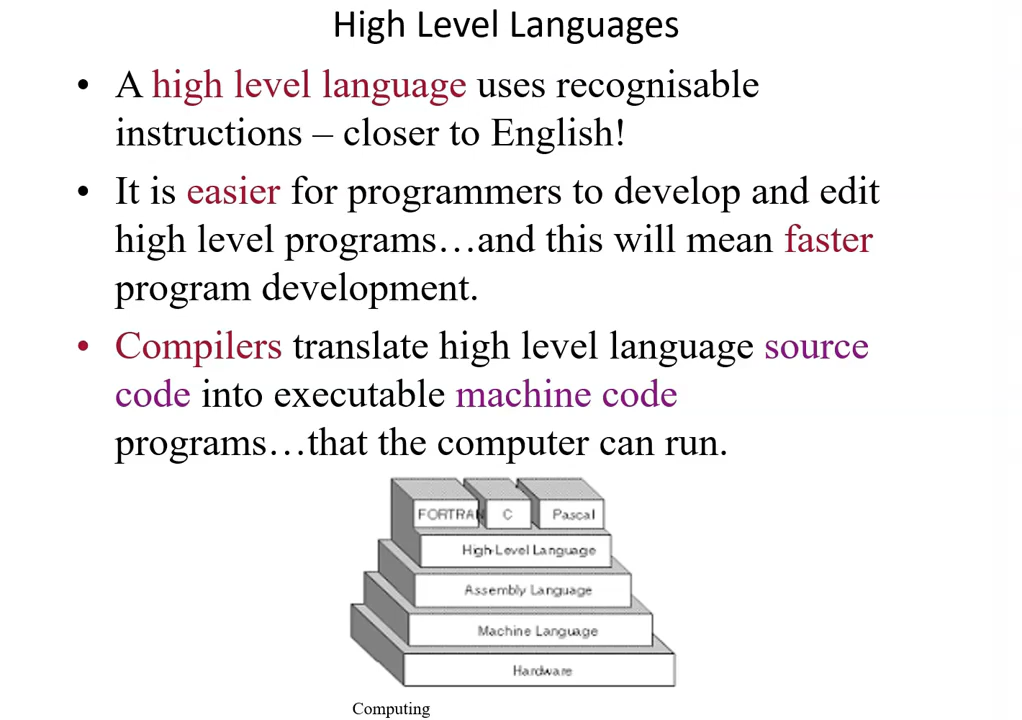 High Level Languages
• A high level language uses recognisable
instructions – closer to English!
• It is easier for programmers to develop and edit
high level programs…and this will mean faster
program development.
• Compilers translate high level language source
code into executable machine code
programs…that the computer can run.
FORTRAN C Pascal
High-Level Language
Assembly Language
Machine Language
Hardware
Computing